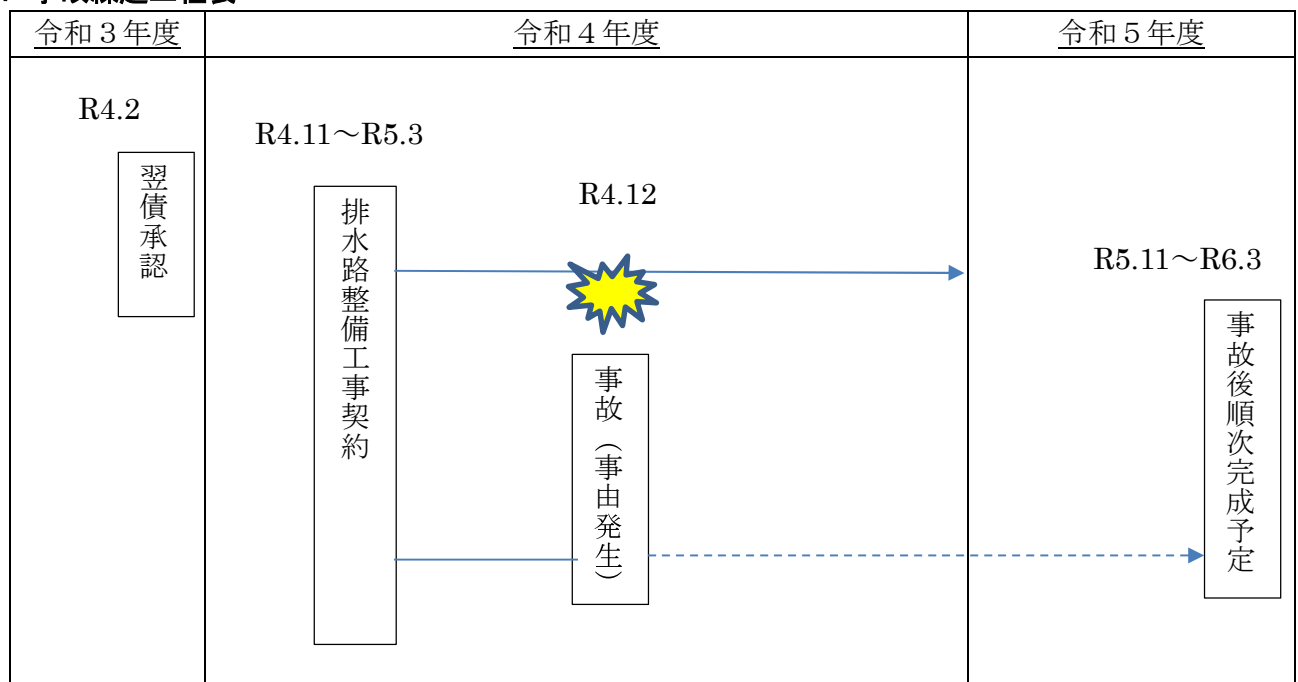 令和３年度
令和４年度
令和５年度
R4.2
翌債承認
R4.11～R5.3
排水路整備工事契約
R4.12
事故（事由発生）
R5.11～R6.3
事故後順次完成予定